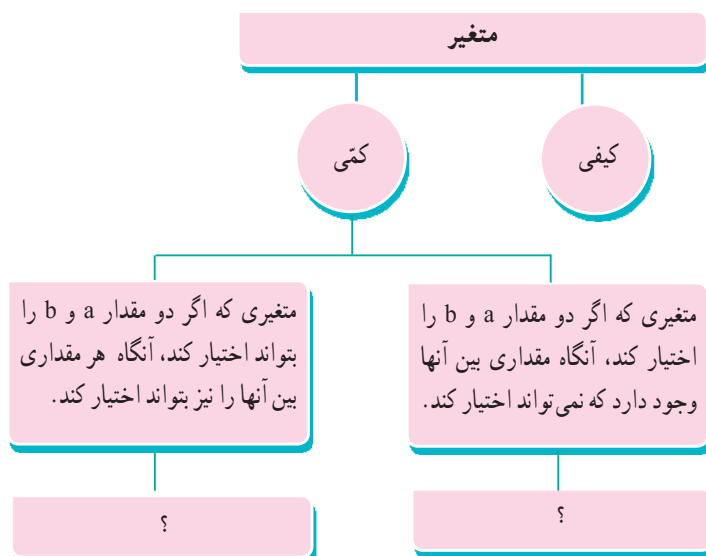 متغیر
کیفی
کمّی
متغیری که اگر دو مقدار a و b را
اختیار کند، آنگاه مقداری بین آنها
وجود دارد که نمی‌تواند اختیار کند.
متغیری که اگر دو مقدار a و b را
بتواند اختیار کند، آنگاه هر مقداری
بین آنها را نیز بتواند اختیار کند.
؟
؟